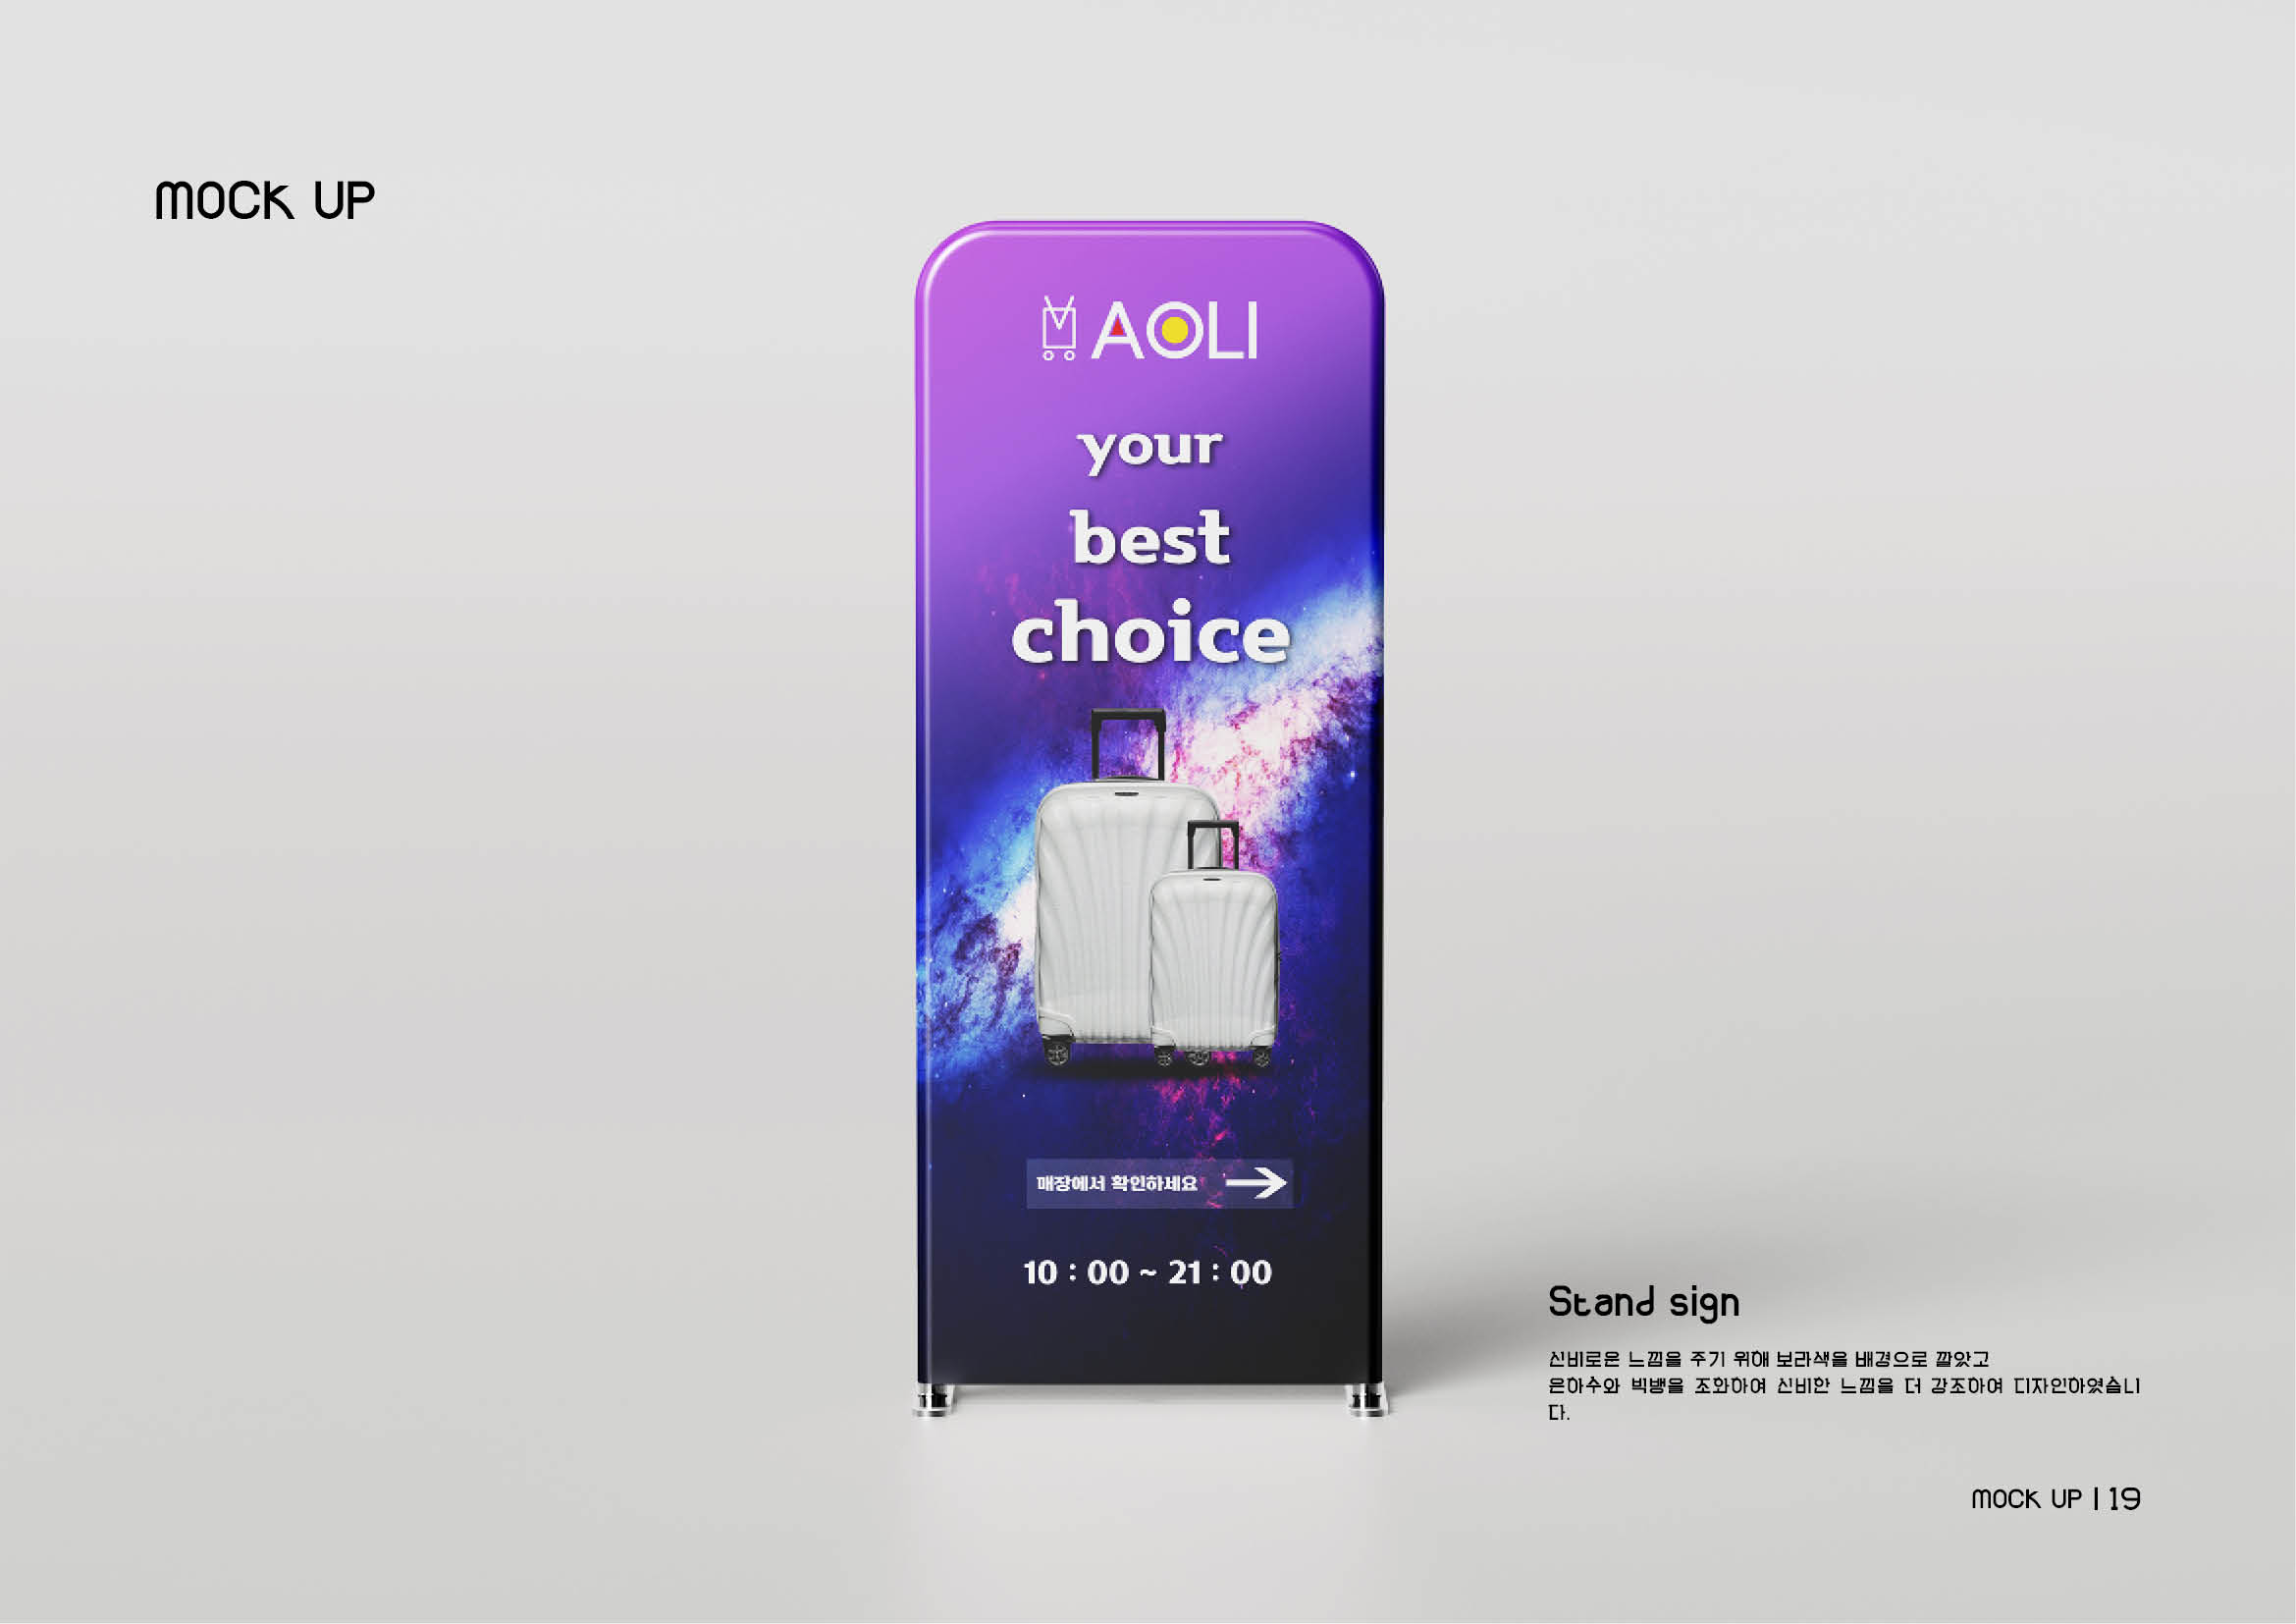 MOCK UP
AOLI
your
best
choice
매장에서 확인하세요
10 : 00 ~ 21 : 00
Stand sign
신비로운 느낌을 주기 위해 보라색을 배경으로 깔았고
은하수와 빅뱅을 조화하여 신비한 느낌을 더 강조하여 디자인하였습니
다.
MOCK UP | 19